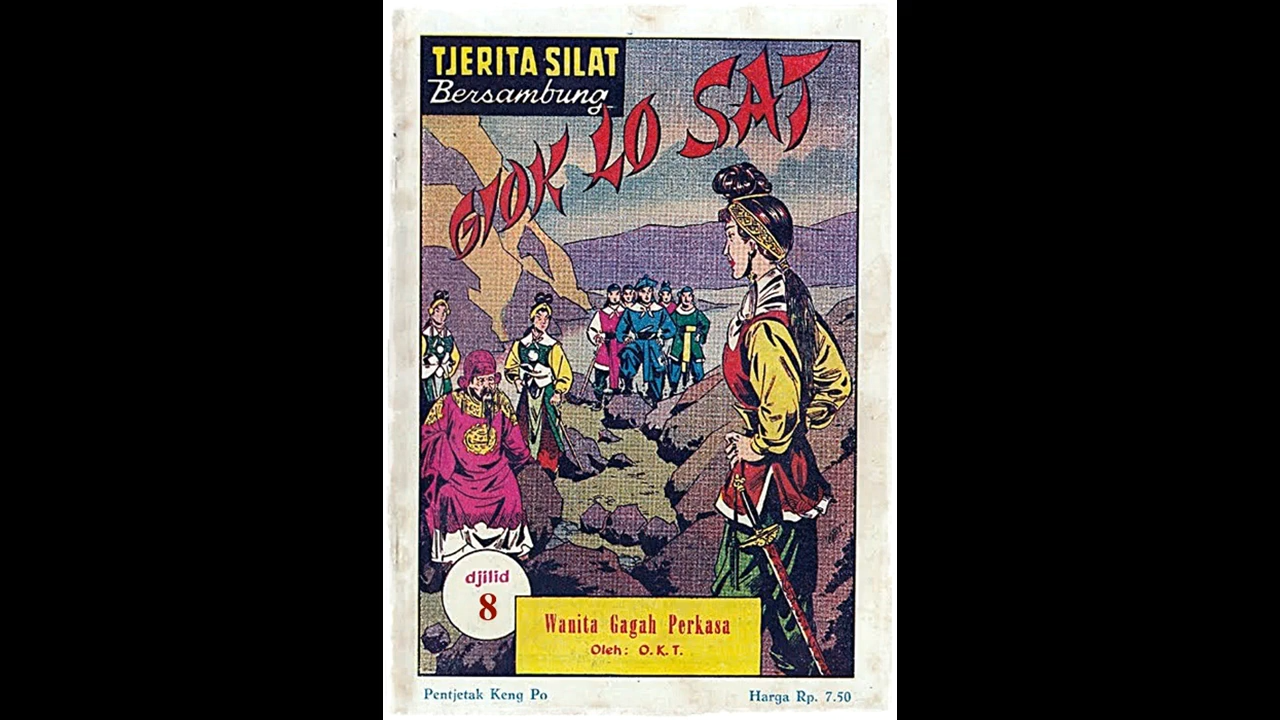 TJERITA SILAT
Bersambung
GIOK LO SAT
djilid
8
Wanita Gagah Perkasa
Oleh: O. K. T.
Pentjetak Keng Po
Harga Rp. 7.50